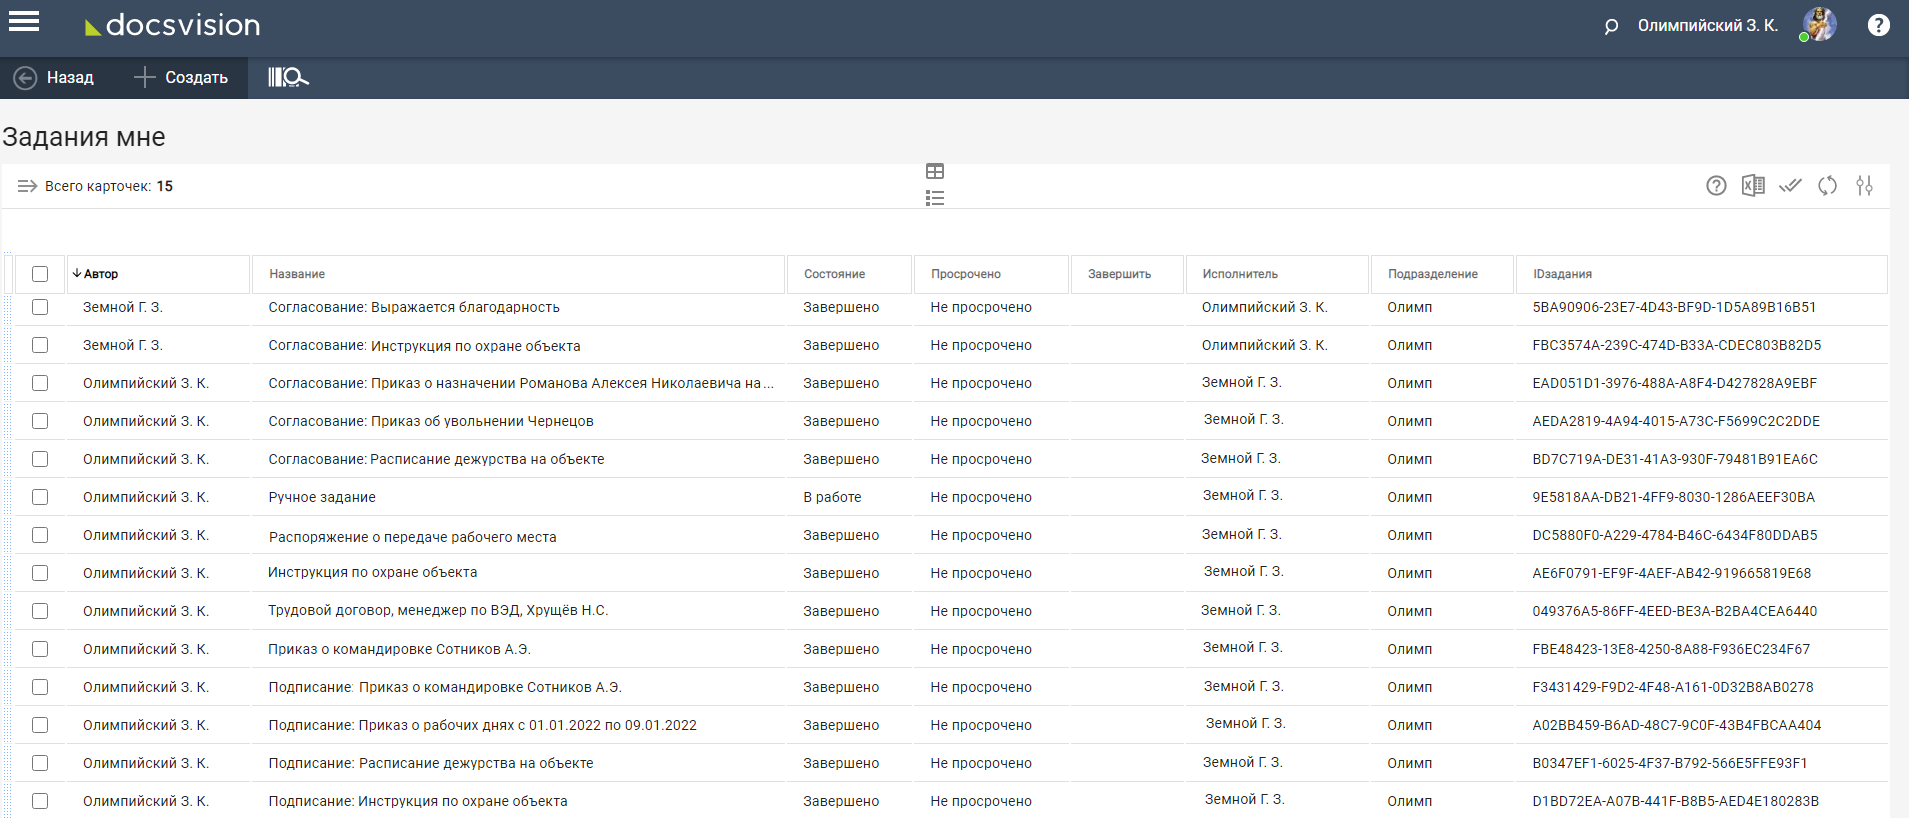 docsvision
Олимпийский З. К.
?
Назад Создать
Задания мне
Всего карточек: 15
Автор Название Состояние Просрочено Завершить Исполнитель Подразделение IDзадания
Земной Г. З. Согласование: Выражается благодарность Завершено Не просрочено Олимпийский З. К. Олимп 5BA90906-23E7-4D43-BF9D-1D5A89B16B51
Земной Г. З. Согласование: Инструкция по охране объекта Завершено Не просрочено Олимпийский З. К. Олимп FBC3574A-239C-474D-B33A-CDEC803B82D5
Олимпийский З. К. Согласование: Приказ о назначении Романова Алексея Николаевича на... Завершено Не просрочено Земной Г. З. Олимп EAD051D1-3976-488A-A8F4-D427828A9EBF
Олимпийский З. К. Согласование: Приказ об увольнении Чернецов Завершено Не просрочено Земной Г. З. Олимп AEDA2819-4A94-4015-A73C-F5699C2C2DDE
Олимпийский З. К. Согласование: Расписание дежурства на объекте Завершено Не просрочено Земной Г. З. Олимп BD7C719A-DE31-41A3-930F-79481B91EA6C
Олимпийский З. К. Ручное задание В работе Не просрочено Земной Г. З. Олимп 9E5818AA-DB21-4FF9-8030-1286AEEF30BA
Олимпийский З. К. Распоряжение о передаче рабочего места Завершено Не просрочено Земной Г. З. Олимп DC5880F0-A229-4784-B46C-6434F80DDAB5
Олимпийский З. К. Инструкция по охране объекта Завершено Не просрочено Земной Г. З. Олимп AE6F0791-EF9F-4AEF-AB42-919665819E68
Олимпийский З. К. Трудовой договор, менеджер по ВЭД, Хрущёв Н.С. Завершено Не просрочено Земной Г. З. Олимп 049376A5-86FF-4EED-BE3A-B2BA4CEA6440
Олимпийский З. К. Приказ о командировке Сотников А.Э. Завершено Не просрочено Земной Г. З. Олимп FBE48423-13E8-4250-8A88-F936EC234F67
Олимпийский З. К. Подписание: Приказ о командировке Сотников А.Э. Завершено Не просрочено Земной Г. З. Олимп F3431429-F9D2-4F48-A161-0D32B8AB0278
Олимпийский З. К. Подписание: Приказ о рабочих днях с 01.01.2022 по 09.01.2022 Завершено Не просрочено Земной Г. З. Олимп A02BB459-B6AD-48C7-9C0F-43B4FBCAA404
Олимпийский З. К. Подписание: Расписание дежурства на объекте Завершено Не просрочено Земной Г. З. Олимп B0347EF1-6025-4F37-B792-566E5FFE93F1
Олимпийский З. К. Подписание: Инструкция по охране объекта Завершено Не просрочено Земной Г. З. Олимп D1BD72EA-A07B-441F-B8B5-AED4E180283B